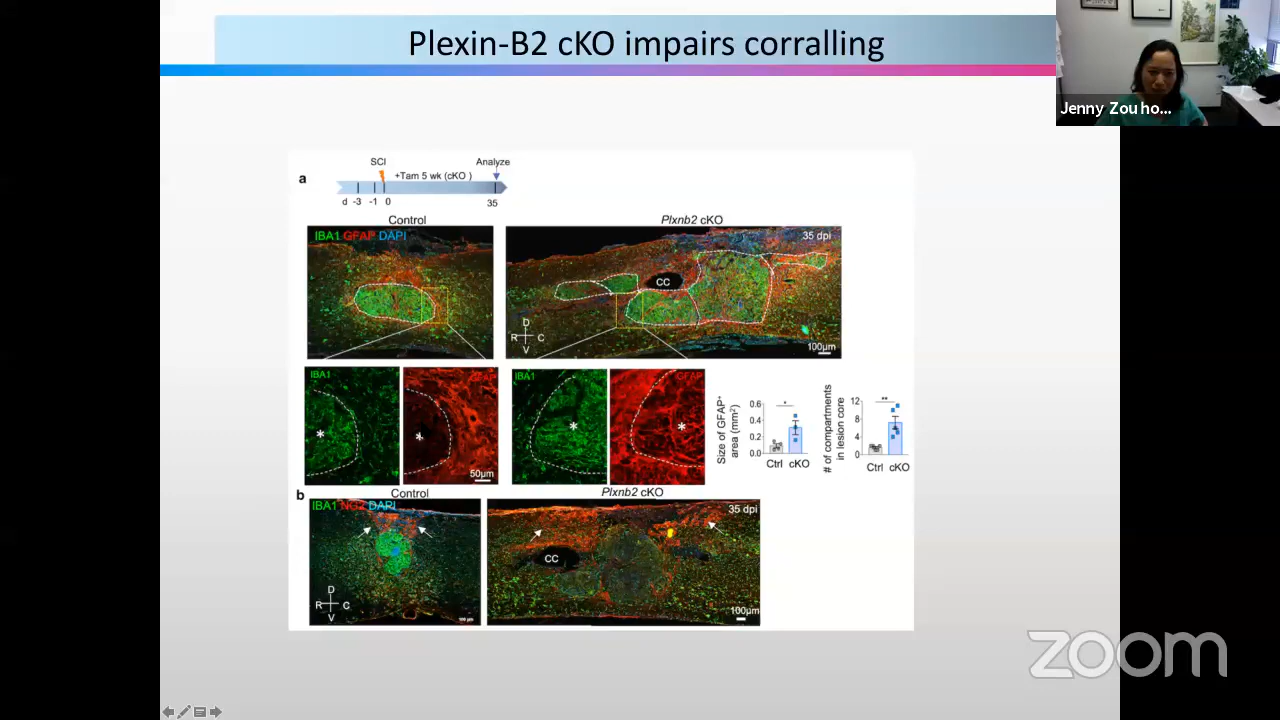 Plexin-B2 cKO impairs corralling
Jenny Zou ho...
a
SCI
+Tam 5 wk (cKO )
Analyze
d -3 -1 0 35
Control
Plxnb2 cKO
IBA1 GFAP DAPI
35 dpi
CC
D
R C
V
100µm
IBA1
GFAP
50µm
IBA1
GFAP
Size of GFAP⁺
area (mm²)
0.6
0.4
0.2
0.0
*
Ctrl cKO
# of compartments
in lesion core
12
8
4
0
**
Ctrl cKO
b
Control
Plxnb2 cKO
IBA1 NG2 DAPI
35 dpi
CC
D
R C
V
100 µm
100µm
zoom